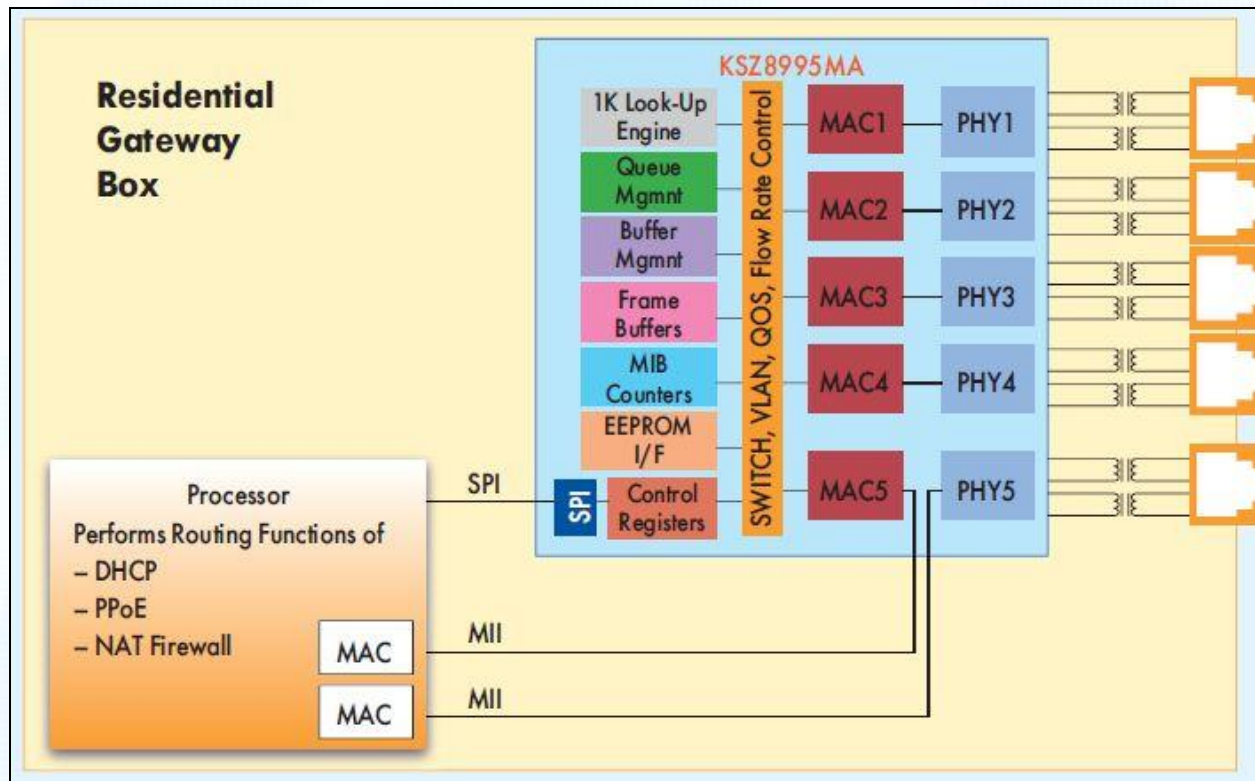 Residential
Gateway
Box
KSZ8995MA
1K Look-Up
Engine
Queue
Mgmnt
Buffer
Mgmnt
Frame
Buffers
MIB
Counters
EEPROM
I/F
SPI
Control
Registers
SWITCH, VLAN, QOS, Flow Rate Control
MAC1
PHY1
MAC2
PHY2
MAC3
PHY3
MAC4
PHY4
MAC5
PHY5
SPI
Processor
Performs Routing Functions of
– DHCP
– PPoE
– NAT Firewall
MAC
MII
MAC
MII